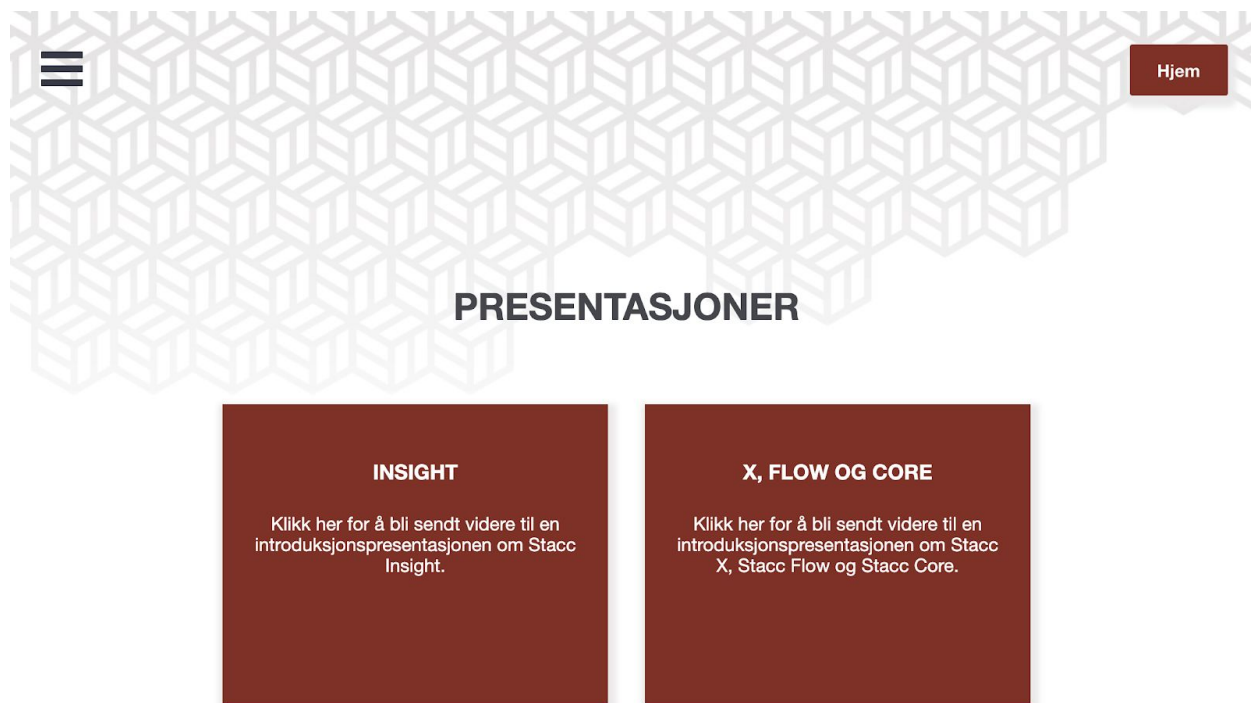 Hjem
PRESENTASJONER
INSIGHT
Klikk her for å bli sendt videre til en
introduksjonspresentasjonen om Stacc
Insight.
X, FLOW OG CORE
Klikk her for å bli sendt videre til en
introduksjonspresentasjonen om Stacc
X, Stacc Flow og Stacc Core.